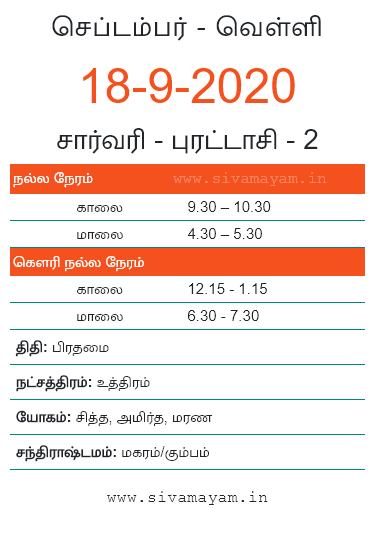 செப்டம்பர் - வெள்ளி
18-9-2020
சார்வரி - புரட்டாசி - 2
நல்ல நேரம் www.sivamayam.in
காலை 9.30 – 10.30
மாலை 4.30 – 5.30
கௌரி நல்ல நேரம்
காலை 12.15 - 1.15
மாலை 6.30 - 7.30
திதி: பிரதமை
நட்சத்திரம்: உத்திரம்
யோகம்: சித்த, அமிர்த, மரண
சந்திராஷ்டமம்: மகரம்/கும்பம்
www.sivamayam.in